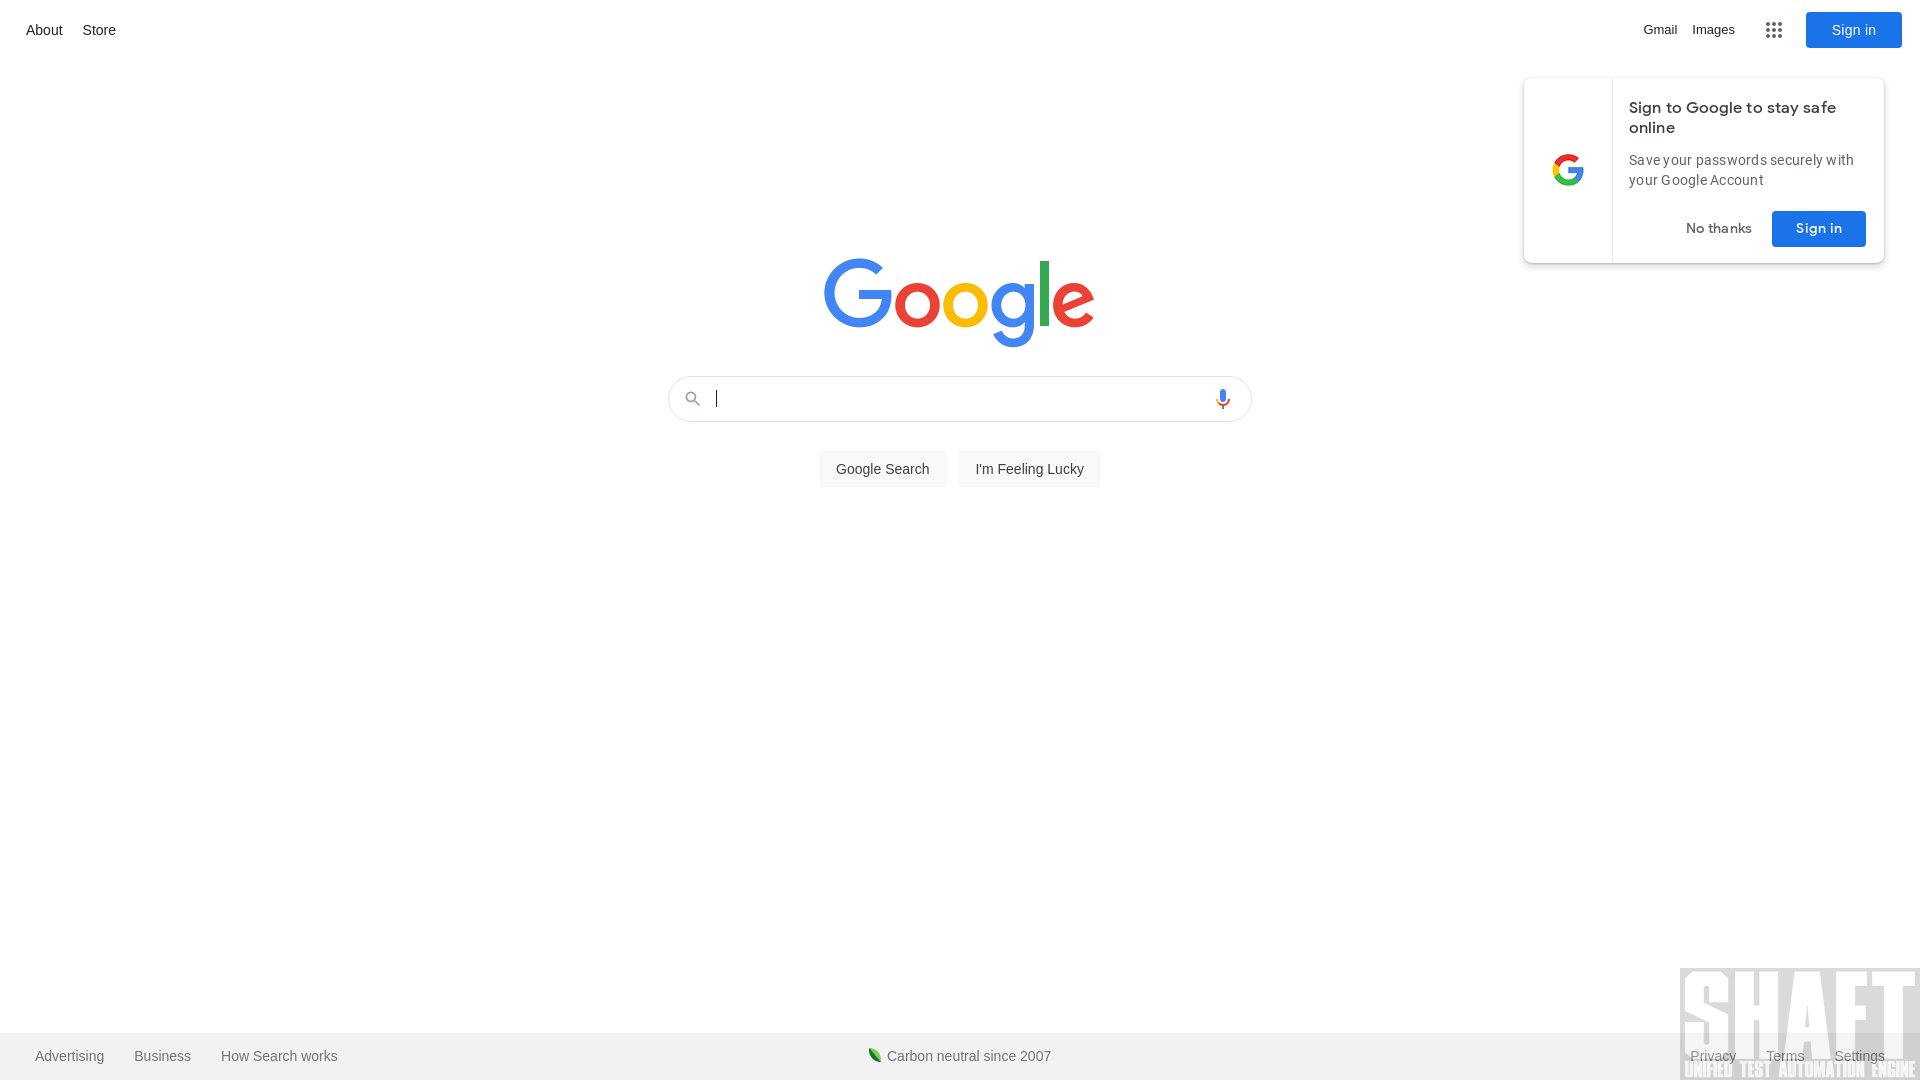 About Store
Gmail Images Sign in
Sign to Google to stay safe
online
Save your passwords securely with
your Google Account
No thanks Sign in
Google
Google Search I'm Feeling Lucky
Advertising Business How Search works
Carbon neutral since 2007
Privacy Terms Settings
SHAFT
UNIFIED TEST AUTOMATION ENGINE